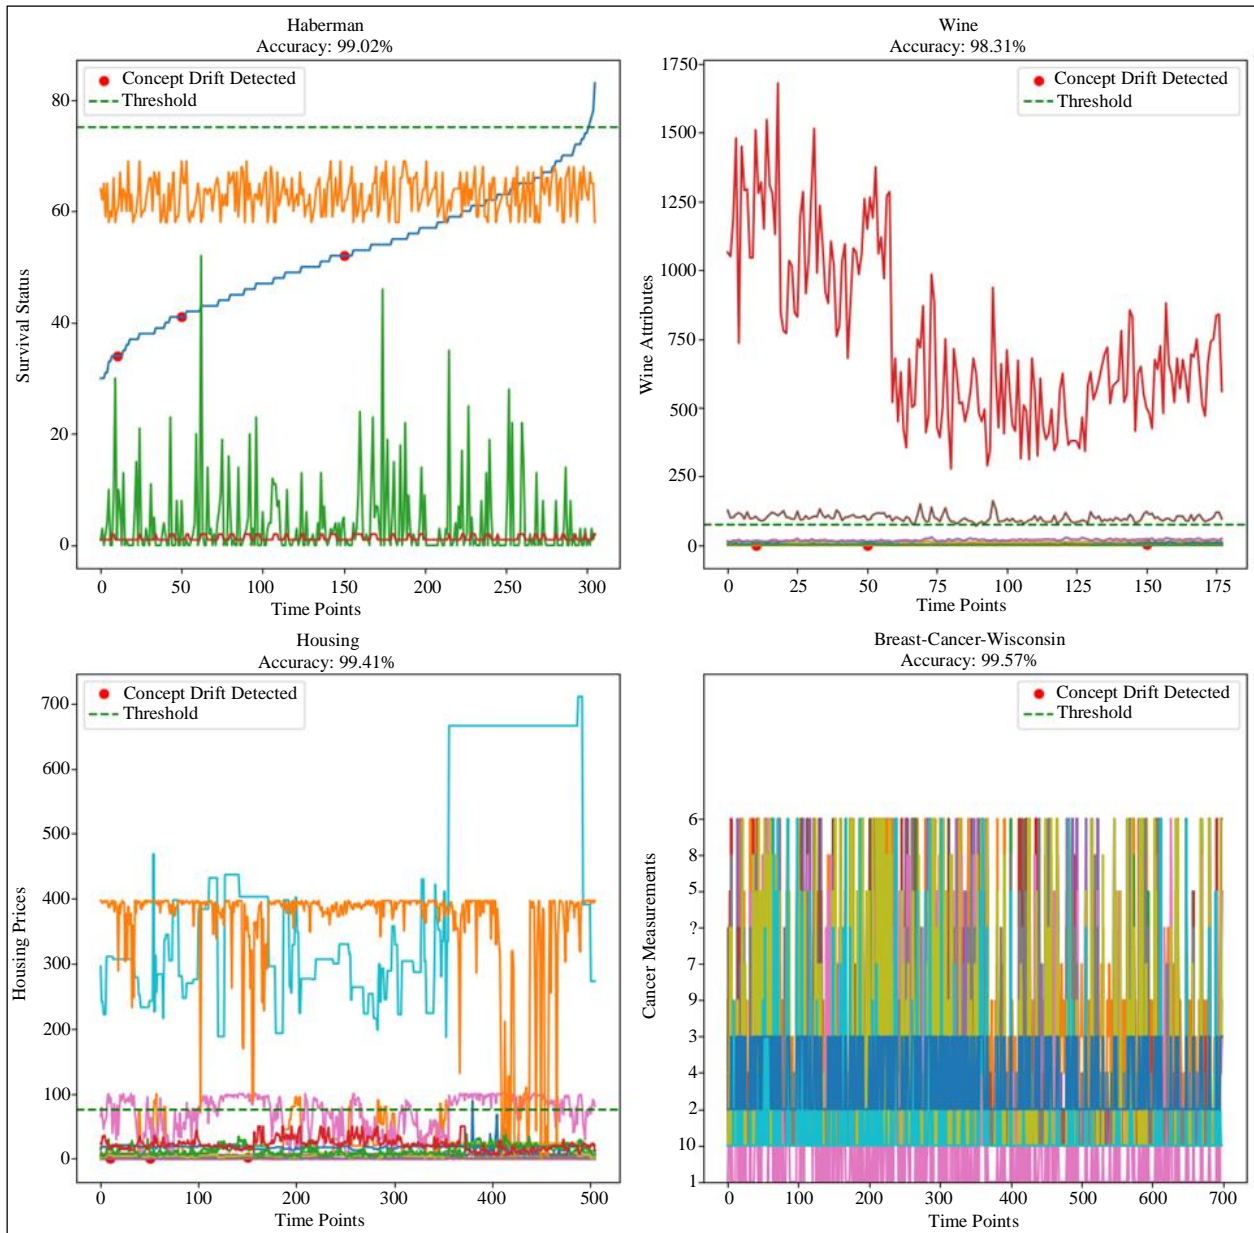 Haberman
Accuracy: 99.02%
Concept Drift Detected
Threshold
80
60
40
20
0
Survival Status
0
50
100
150
200
250
300
Time Points
Wine
Accuracy: 98.31%
Concept Drift Detected
Threshold
1750
1500
1250
1000
750
500
250
0
Wine Attributes
0
25
50
75
100
125
150
175
Time Points
Housing
Accuracy: 99.41%
Concept Drift Detected
Threshold
700
600
500
400
300
200
100
0
Housing Prices
0
100
200
300
400
500
Time Points
Breast-Cancer-Wisconsin
Accuracy: 99.57%
Concept Drift Detected
Threshold
6
8
5
?
7
9
3
4
2
10
1
Cancer Measurements
0
100
200
300
400
500
600
700
Time Points